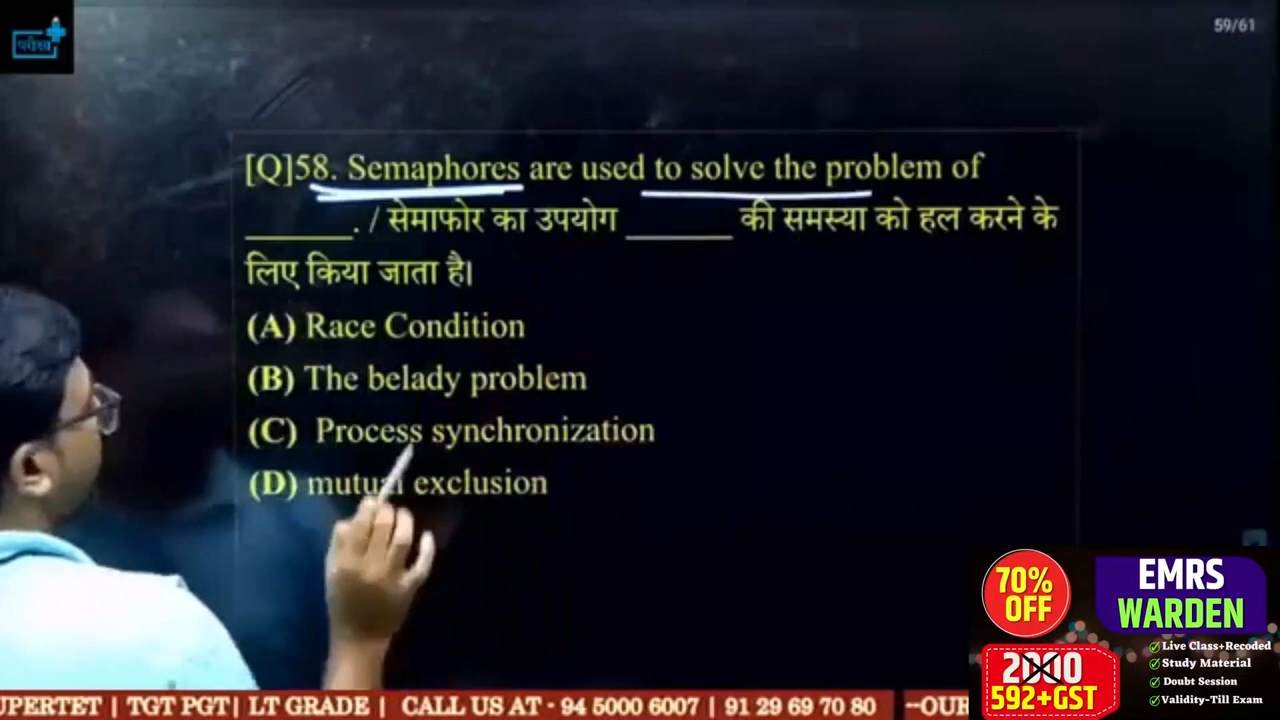 परीक्षा
59/61
[Q]58. Semaphores are used to solve the problem of
______. / सेमाफोर का उपयोग ______ की समस्या को हल करने के
लिए किया जाता है।
(A) Race Condition
(B) The belady problem
(C) Process synchronization
(D) mutual exclusion
70%
OFF
EMRS
WARDEN
2000
592+GST
Live Class+Recoded
Study Material
Doubt Session
Validity-Till Exam
UPERTET | TGT PGT| LT GRADE CALL US AT - 94 5000 6007 | 91 29 69 70 80 --OUR